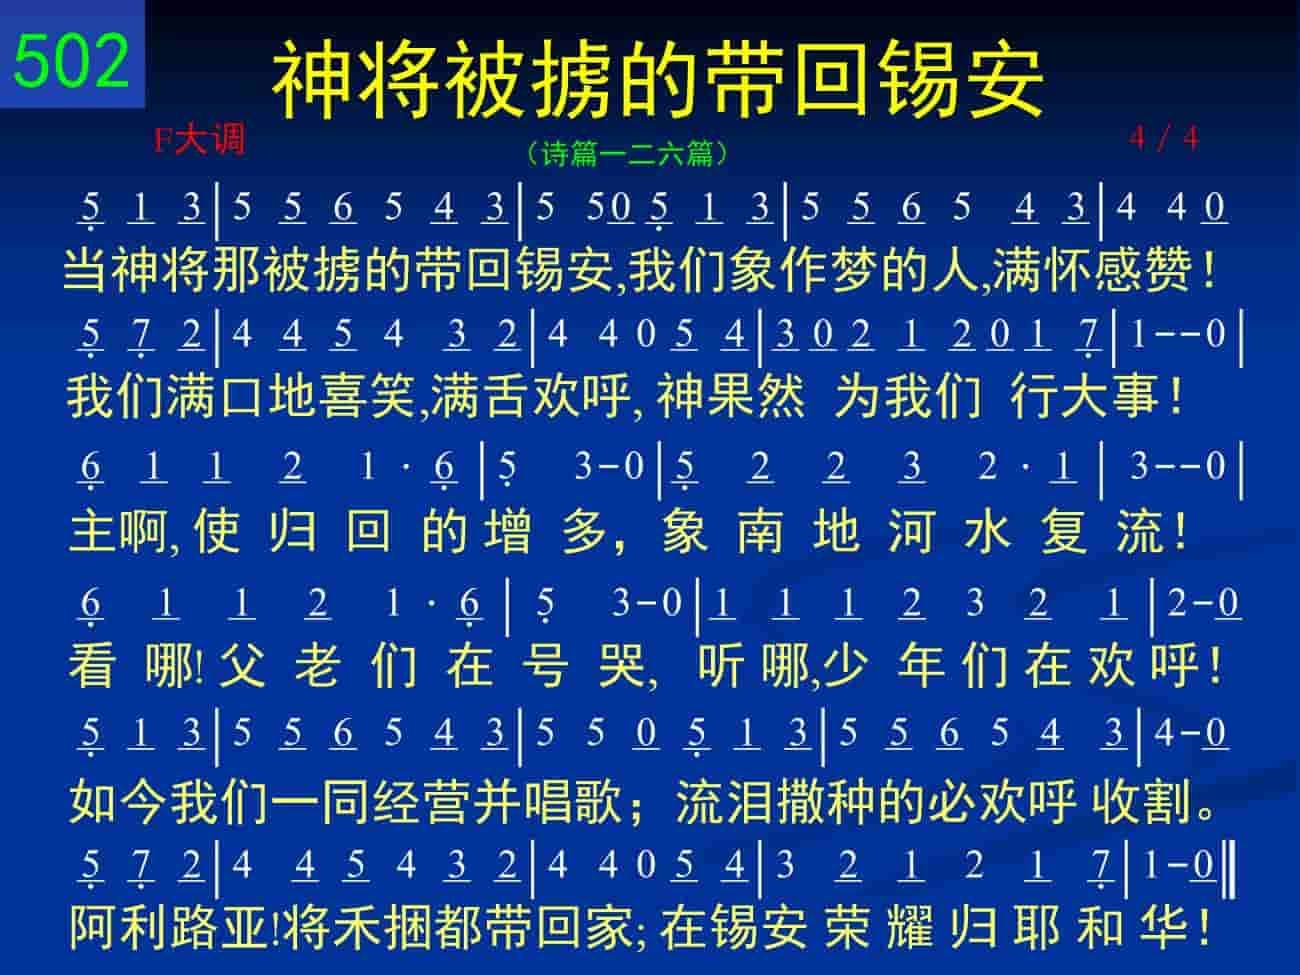 502
神将被掳的带回锡安
F大调
（诗篇一二六篇）
4 / 4
5 1 3|5 5 6 5 4 3|5 50 5 1 3|5 5 6 5 4 3|4 4 0
当神将那被掳的带回锡安,我们象作梦的人,满怀感赞！
5 7 2|4 4 5 4 3 2|4 4 0 5 4|3 0 2 1 2 0 1 7|1--0|
我们满口地喜笑,满舌欢呼, 神果然 为我们 行大事！
6 1 1 2 1 · 6|5 3-0|5 2 2 3 2 · 1|3--0|
主啊, 使 归 回 的 增 多， 象 南 地 河 水 复 流！
6 1 1 2 1 · 6|5 3-0|1 1 1 2 3 2 1|2-0
看 哪! 父 老 们 在 号 哭, 听 哪,少 年 们 在 欢 呼！
5 1 3|5 5 6 5 4 3|5 5 0 5 1 3|5 5 6 5 4 3|4-0
如今我们一同经营并唱歌；流泪撒种的必欢呼 收割。
5 7 2|4 4 5 4 3 2|4 4 0 5 4|3 2 1 2 1 7|1-0‖
阿利路亚!将禾捆都带回家; 在锡安 荣 耀 归 耶 和 华！